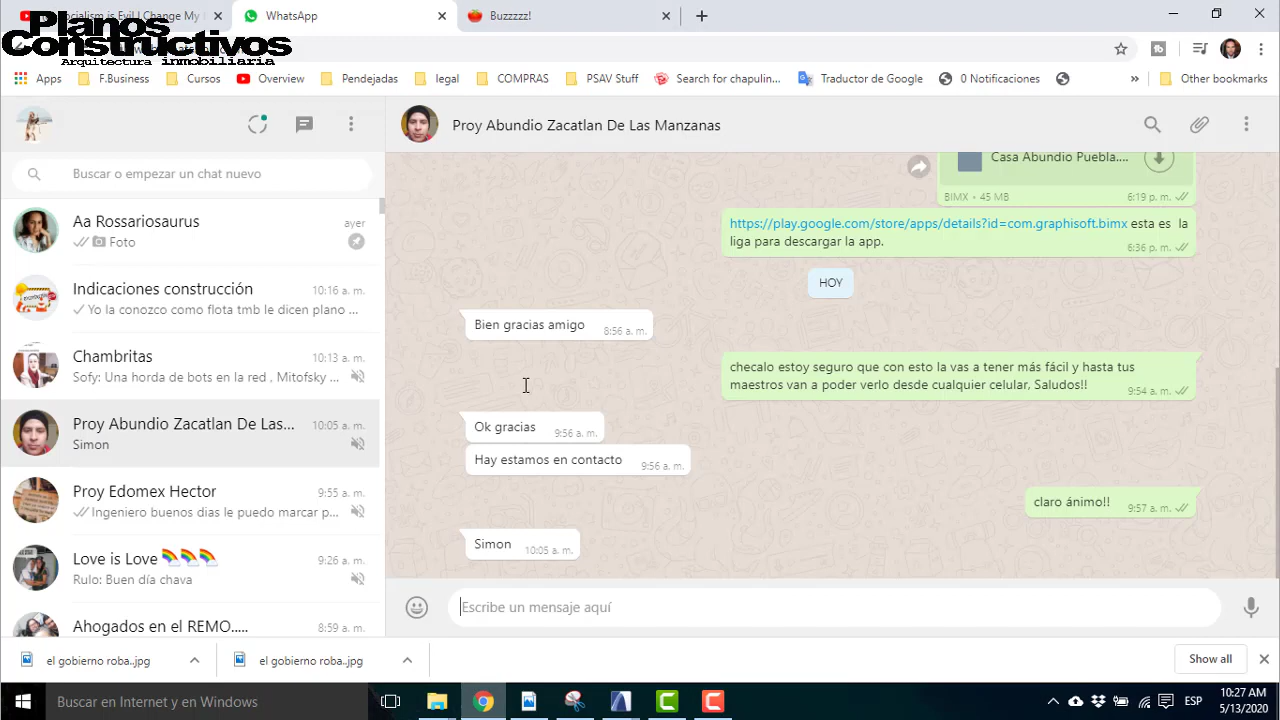 Socialism is Evil I Change My
WhatsApp
Buzzzzz!
Planos
Constructivos
Arquitectura inmobiliaria
Apps
F.Business
Cursos
Overview
Pendejadas
legal
COMPRAS
PSAV Stuff
Search for chapulin...
Traductor de Google
0 Notificaciones
»
Other bookmarks
Proy Abundio Zacatlan De Las Manzanas
Buscar o empezar un chat nuevo
Aa Rossariosaurus
ayer
Foto
Indicaciones construcción
10:16 a. m.
Yo la conozco como flota tmb le dicen plano ...
Chambritas
10:13 a. m.
Sofy: Una horda de bots en la red , Mitofsky ...
Proy Abundio Zacatlan De Las...
10:05 a. m.
Simon
Proy Edomex Hector
9:55 a. m.
Ingeniero buenos dias le puedo marcar p...
Love is Love 🌈🌈🌈
9:26 a. m.
Rulo: Buen día chava
Ahogados en el REMO.....
8:59 a. m.
Casa Abundio Puebla....
BIMX • 45 MB
6:19 p. m.
https://play.google.com/store/apps/details?id=com.graphisoft.bimx esta es la
liga para descargar la app.
6:36 p. m.
HOY
Bien gracias amigo
8:56 a. m.
checalo estoy seguro que con esto la vas a tener más fácil y hasta tus
maestros van a poder verlo desde cualquier celular, Saludos!!
9:54 a. m.
Ok gracias
9:56 a. m.
Hay estamos en contacto
9:56 a. m.
claro ánimo!!
9:57 a. m.
Simon
10:05 a. m.
Escribe un mensaje aquí
el gobierno roba..jpg
el gobierno roba..jpg
Show all
Buscar en Internet y en Windows
ESP
10:27 AM
5/13/2020